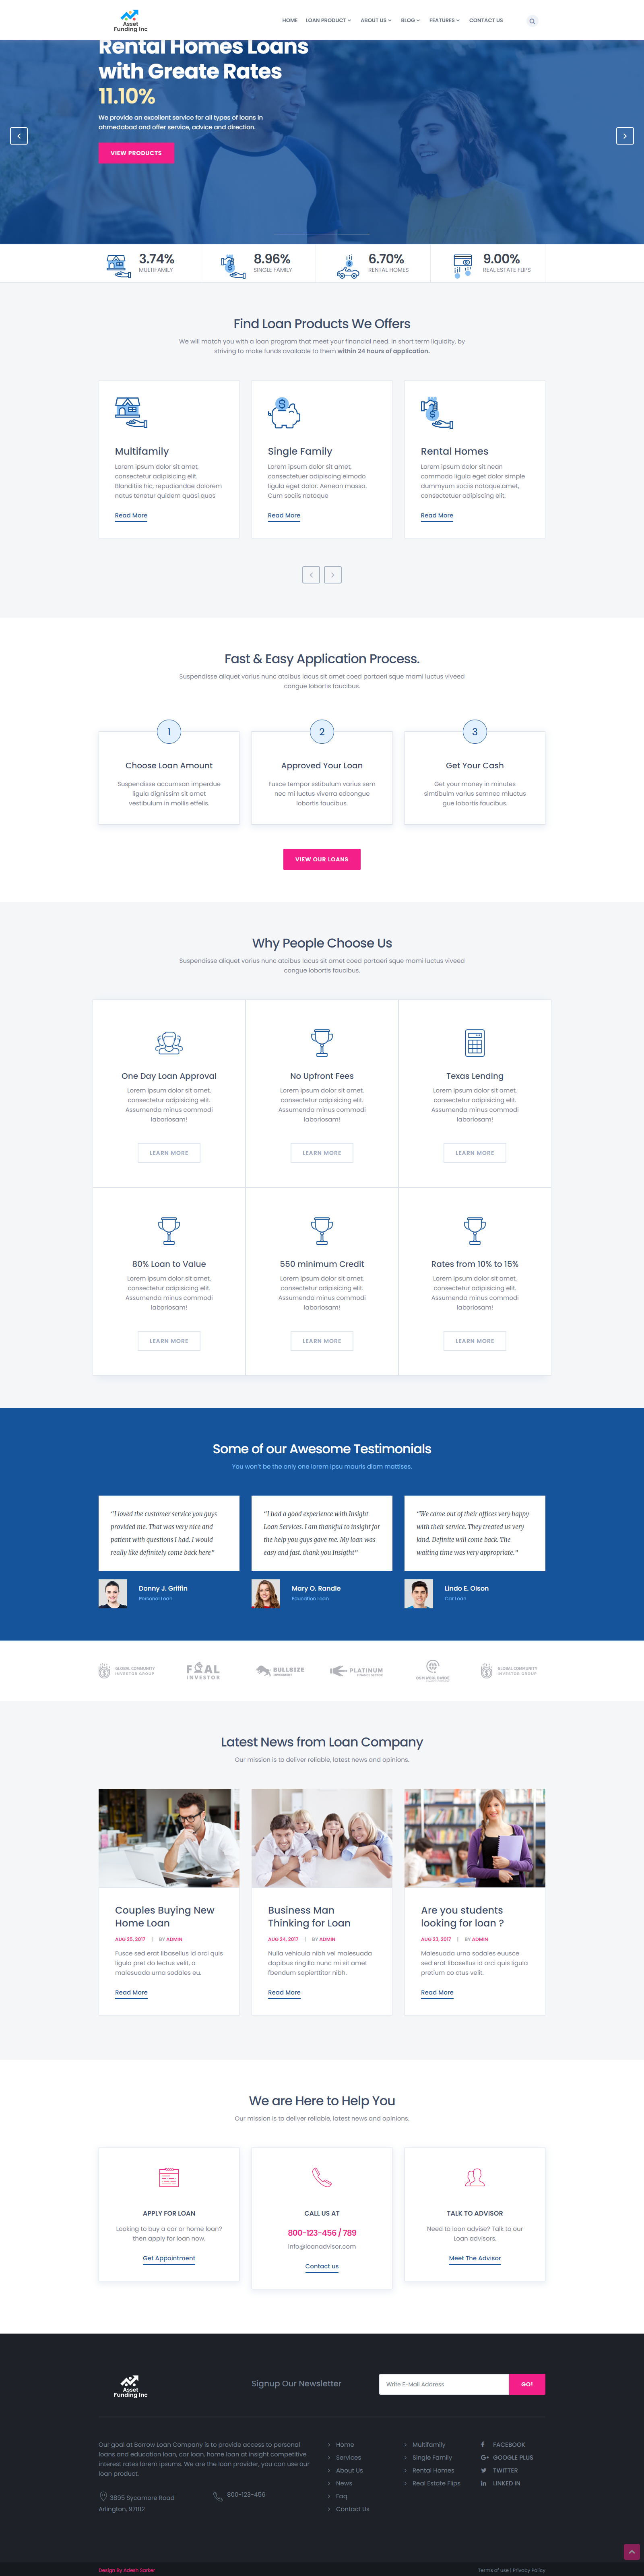 Asset
Funding Inc
HOME LOAN PRODUCT ABOUT US BLOG FEATURES CONTACT US
Rental Homes Loans
with Greate Rates
11.10%
We provide an excellent service for all types of loans in
ahmedabad and offer service, advice and direction.
VIEW PRODUCTS
3.74%
MULTIFAMILY
8.96%
SINGLE FAMILY
6.70%
RENTAL HOMES
9.00%
REAL ESTATE FLIPS
Find Loan Products We Offers
We will match you with a loan program that meet your financial need. In short term liquidity, by
striving to make funds available to them within 24 hours of application.
Multifamily
Lorem ipsum dolor sit amet,
consectetur adipisicing elit.
Blanditiis hic, repudiandae dolorem
natus tenetur quidem quasi quos
Read More
Single Family
Lorem ipsum dolor sit amet,
consectetuer adipiscing elmodo
ligula eget dolor. Aenean massa.
Cum sociis natoque
Read More
Rental Homes
Lorem ipsum dolor sit nean
commodo ligula eget dolor simple
dummyum sociis natoque.amet,
consectetuer adipiscing elit.
Read More
Fast & Easy Application Process.
Suspendisse aliquet varius nunc atcibus lacus sit amet coed portaeri sque mami luctus viveed
congue lobortis faucibus.
1
Choose Loan Amount
Suspendisse accumsan imperdue
ligula dignissim sit amet
vestibulum in mollis etfelis.
2
Approved Your Loan
Fusce tempor sstibulum varius sem
nec mi luctus viverra edcongue
lobortis faucibus.
3
Get Your Cash
Get your money in minutes
simtibulm varius semnec mluctus
gue lobortis faucibus.
VIEW OUR LOANS
Why People Choose Us
Suspendisse aliquet varius nunc atcibus lacus sit amet coed portaeri sque mami luctus viveed
congue lobortis faucibus.
One Day Loan Approval
Lorem ipsum dolor sit amet,
consectetur adipisicing elit.
Assumenda minus commodi
laboriosam!
LEARN MORE
No Upfront Fees
Lorem ipsum dolor sit amet,
consectetur adipisicing elit.
Assumenda minus commodi
laboriosam!
LEARN MORE
Texas Lending
Lorem ipsum dolor sit amet,
consectetur adipisicing elit.
Assumenda minus commodi
laboriosam!
LEARN MORE
80% Loan to Value
Lorem ipsum dolor sit amet,
consectetur adipisicing elit.
Assumenda minus commodi
laboriosam!
LEARN MORE
550 minimum Credit
Lorem ipsum dolor sit amet,
consectetur adipisicing elit.
Assumenda minus commodi
laboriosam!
LEARN MORE
Rates from 10% to 15%
Lorem ipsum dolor sit amet,
consectetur adipisicing elit.
Assumenda minus commodi
laboriosam!
LEARN MORE
Some of our Awesome Testimonials
You won't be the only one lorem ipsu mauris diam mattises.
"I loved the customer service you guys
provided me. That was very nice and
patient with questions I had. I would
really like definitely come back here"
Donny J. Griffin
Personal Loan
"I had a good experience with Insight
Loan Services. I am thankful to insight for
the help you guys gave me. My loan was
easy and fast. thank you Insigtht"
Mary O. Randle
Education Loan
"We came out of their offices very happy
with their service. They treated us very
kind. Definite will come back. The
waiting time was very appropriate."
Lindo E. Olson
Car Loan
GLOBAL COMMUNITY
INVESTOR GROUP
INVESTOR
BULLSIZE
PLATINUM
GLOBAL COMMUNITY
INVESTOR GROUP
Latest News from Loan Company
Our mission is to deliver reliable, latest news and opinions.
Couples Buying New
Home Loan
AUG 25, 2017 | BY ADMIN
Fusce sed erat libasellus id orci quis
ligula pret do lectus velit, a
malesuada urna sodales eu.
Read More
Business Man
Thinking for Loan
AUG 24, 2017 | BY ADMIN
Nulla vehicula nibh vel malesuada
dapibus ringilla nunc mi sit amet
fbendum sapierttitor nibh.
Read More
Are you students
looking for loan ?
AUG 23, 2017 | BY ADMIN
Malesuada urna sodales euusce
sed erat libasellus id orci quis ligula
pretium co ctus velit.
Read More
We are Here to Help You
Our mission is to deliver reliable, latest news and opinions.
APPLY FOR LOAN
Looking to buy a car or home loan?
then apply for loan now.
Get Appointment
CALL US AT
800-123-456 / 789
Info@loanadvisor.com
Contact us
TALK TO ADVISOR
Need to loan advise? Talk to our
Loan advisors.
Meet The Advisor
Asset
Funding Inc
Signup Our Newsletter
Write E-Mail Address
GO!
Our goal at Borrow Loan Company is to provide access to personal
loans and education loan, car loan, home loan at insight competitive
interest rates lorem ipsums. We are the loan provider, you can use our
loan product.
3895 Sycamore Road
Arlington, 97812
800-123-456
Home
Services
About Us
News
Faq
Contact Us
Multifamily
Single Family
Rental Homes
Real Estate Flips
FACEBOOK
GOOGLE PLUS
TWITTER
LINKED IN
Design By Adash Sarker
Terms of use | Privacy Policy